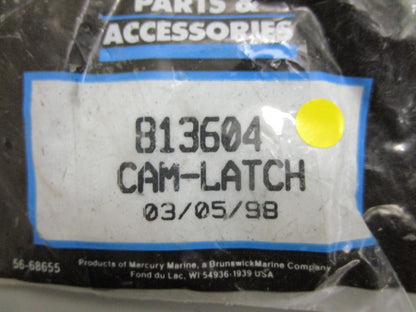 PARTS &
ACCESSORIES
813604
CAM-LATCH
03/05/98
56-68655
Products of Mercury Marine, a Brunswick Marine Company
Fond du Lac, WI 54936-1939 USA